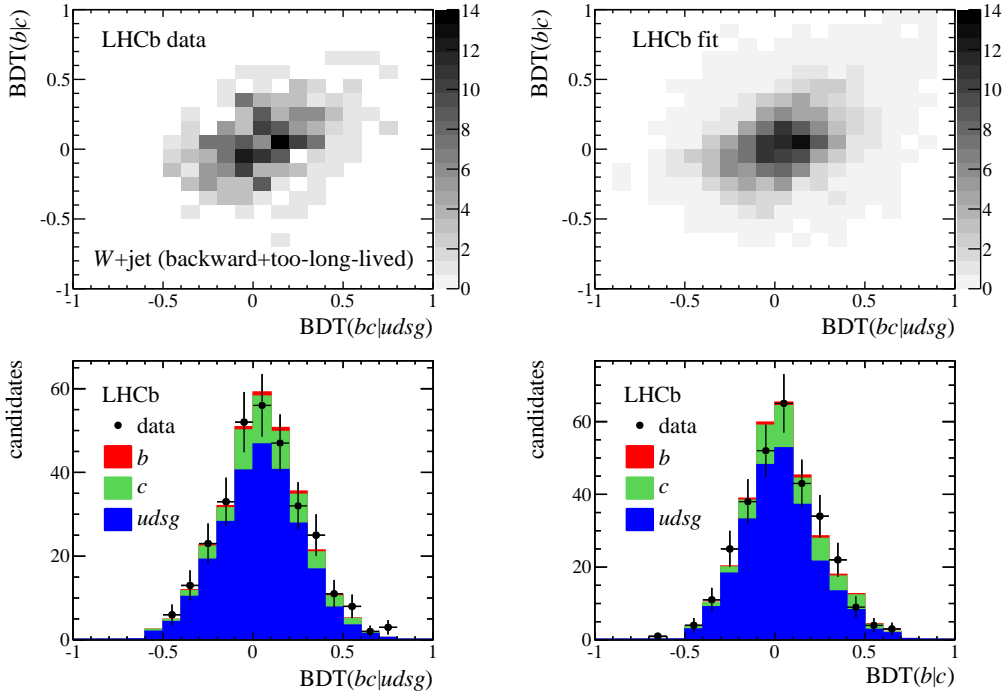 BDT(b|c)
1
0.5
0
-0.5
-1
LHCb data
W+jet (backward+too-long-lived)
-1 -0.5 0 0.5 1
BDT(bc|udsg)
14
12
10
8
6
4
2
0
BDT(b|c)
1
0.5
0
-0.5
-1
LHCb fit
-1 -0.5 0 0.5 1
BDT(bc|udsg)
14
12
10
8
6
4
2
0
candidates
60
40
20
0
LHCb
data
b
c
udsg
-1 -0.5 0 0.5 1
BDT(bc|udsg)
candidates
60
40
20
0
LHCb
data
b
c
udsg
-1 -0.5 0 0.5 1
BDT(b|c)